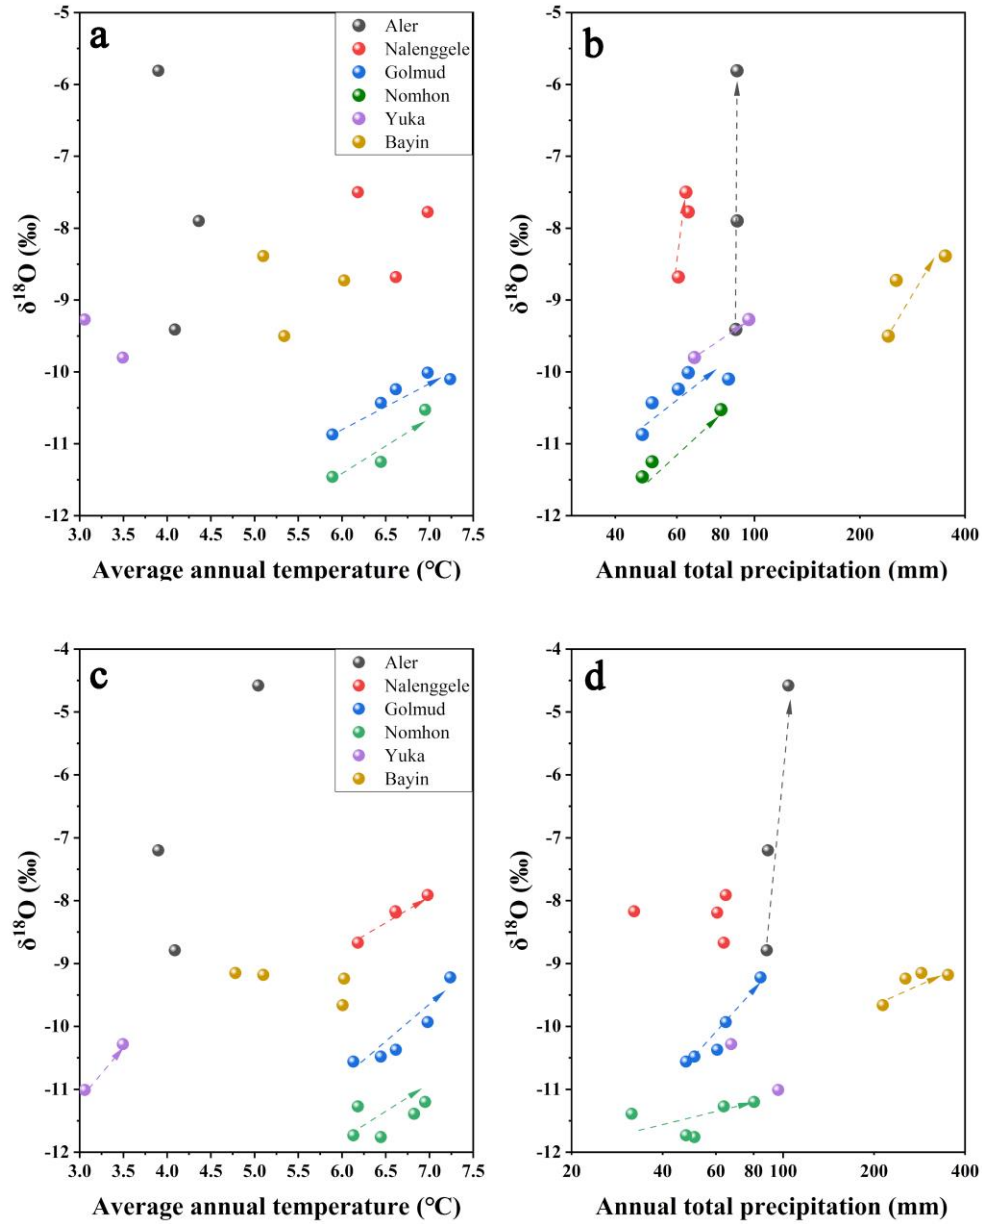 a
-5
-6
-7
-8
-9
-10
-11
-12
δ18O (‰)
3.0 3.5 4.0 4.5 5.0 5.5 6.0 6.5 7.0 7.5
Average annual temperature (°C)
Aler
Nalenggele
Golmud
Nomhon
Yuka
Bayin
b
-5
-6
-7
-8
-9
-10
-11
-12
δ18O (‰)
40 60 80 100 200 400
Annual total precipitation (mm)
c
-4
-5
-6
-7
-8
-9
-10
-11
-12
δ18O (‰)
3.0 3.5 4.0 4.5 5.0 5.5 6.0 6.5 7.0 7.5
Average annual temperature (°C)
Aler
Nalenggele
Golmud
Nomhon
Yuka
Bayin
d
-4
-5
-6
-7
-8
-9
-10
-11
-12
δ18O (‰)
20 40 60 80 100 200 400
Annual total precipitation (mm)